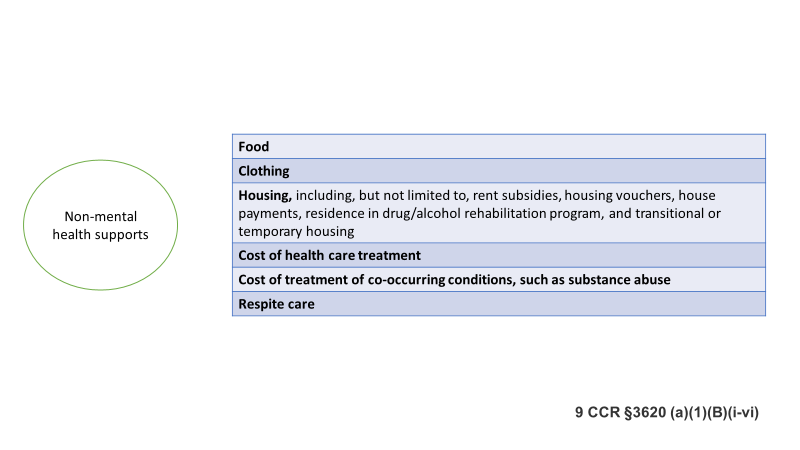 Non-mental
health supports
Food
Clothing
Housing, including, but not limited to, rent subsidies, housing vouchers, house
payments, residence in drug/alcohol rehabilitation program, and transitional or
temporary housing
Cost of health care treatment
Cost of treatment of co-occurring conditions, such as substance abuse
Respite care
9 CCR §3620 (a)(1)(B)(i-vi)